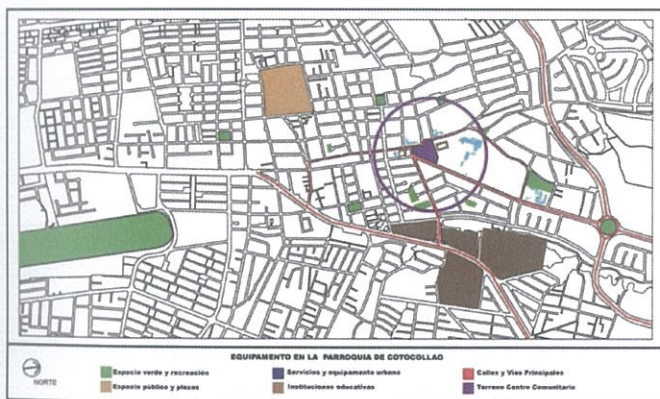 EQUIPAMENTO EN LA PARROQUIA DE COTOCOLLAO
NORTE
Espacio verde y recreación
Servicios y equipamento urbano
Calles y Vías Principales
Espacio público y plazas
Instituciones educativas
Terreno Centro Comunitario